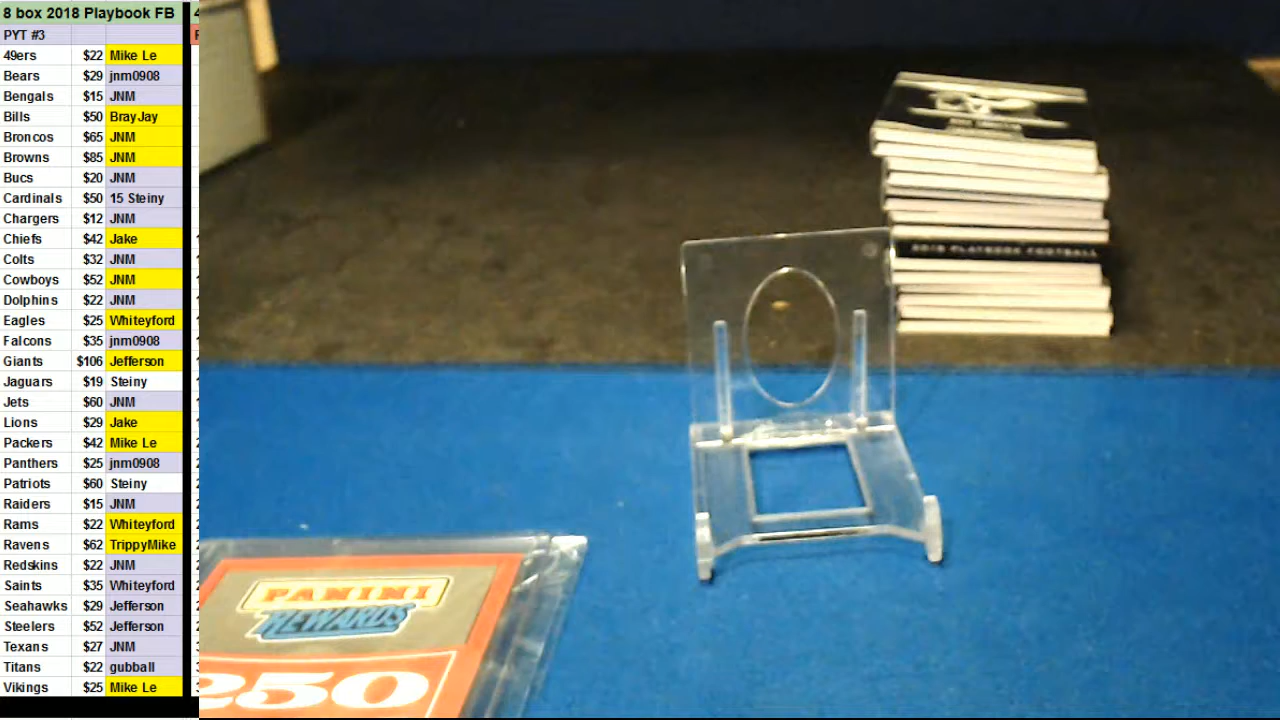 8 box 2018 Playbook FB
PYT #3
49ers $22 Mike Le
Bears $29 jnm0908
Bengals $15 JNM
Bills $50 BrayJay
Broncos $65 JNM
Browns $85 JNM
Bucs $20 JNM
Cardinals $50 15 Steiny
Chargers $12 JNM
Chiefs $42 Jake
Colts $32 JNM
Cowboys $52 JNM
Dolphins $22 JNM
Eagles $25 Whiteyford
Falcons $35 jnm0908
Giants $106 Jefferson
Jaguars $19 Steiny
Jets $60 JNM
Lions $29 Jake
Packers $42 Mike Le
Panthers $25 jnm0908
Patriots $60 Steiny
Raiders $15 JNM
Rams $22 Whiteyford
Ravens $62 TrippyMike
Redskins $22 JNM
Saints $35 Whiteyford
Seahawks $29 Jefferson
Steelers $52 Jefferson
Texans $27 JNM
Titans $22 gubball
Vikings $25 Mike Le
2018 PLAYBOOK FOOTBALL
PANINI
REWARDS
250